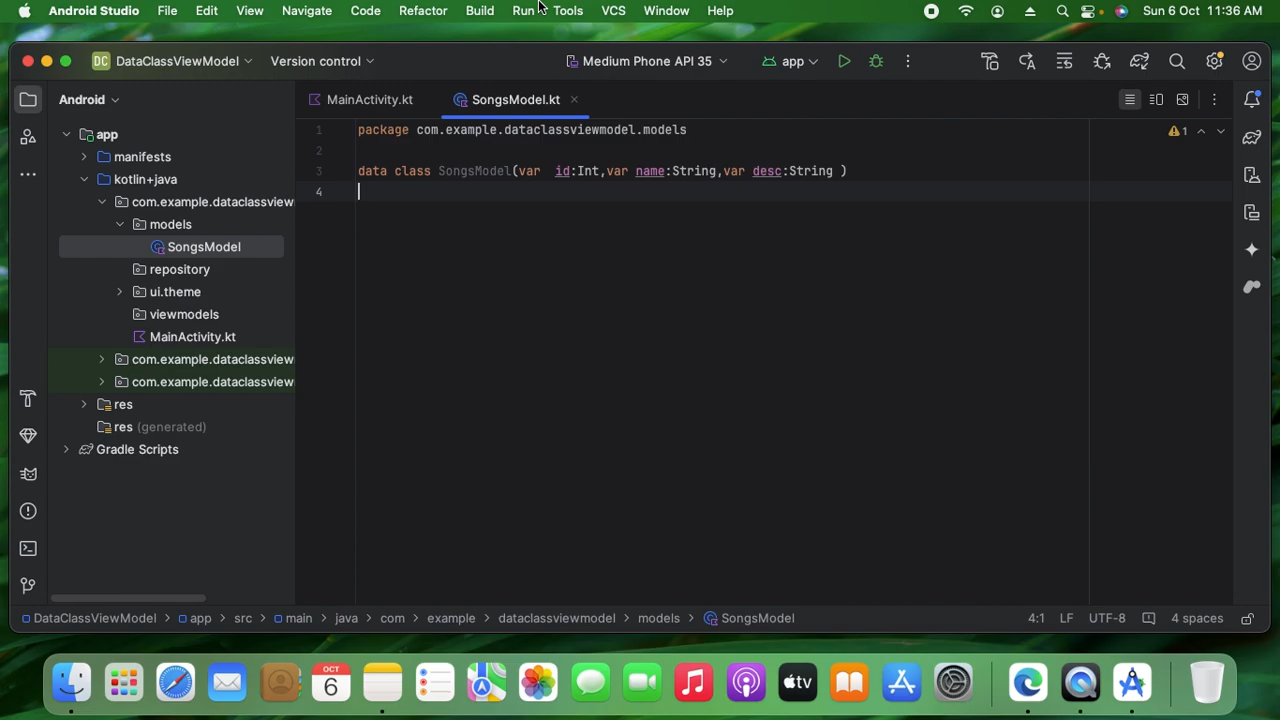 Android Studio File Edit View Navigate Code Refactor Build Run Tools VCS Window Help Sun 6 Oct 11:36 AM
DC DataClassViewModel Version control Medium Phone API 35 app
Android MainActivity.kt SongsModel.kt
app
manifests
kotlin+java
com.example.dataclassview
models
SongsModel
repository
ui.theme
viewmodels
MainActivity.kt
com.example.dataclassview
com.example.dataclassview
res
res (generated)
Gradle Scripts
1 package com.example.dataclassviewmodel.models 1
2
3 data class SongsModel(var  id:Int,var name:String,var desc:String )
4
DataClassViewModel > app > src > main > java > com > example > dataclassviewmodel > models > SongsModel 4:1 LF UTF-8 4 spaces
OCT
6
tv